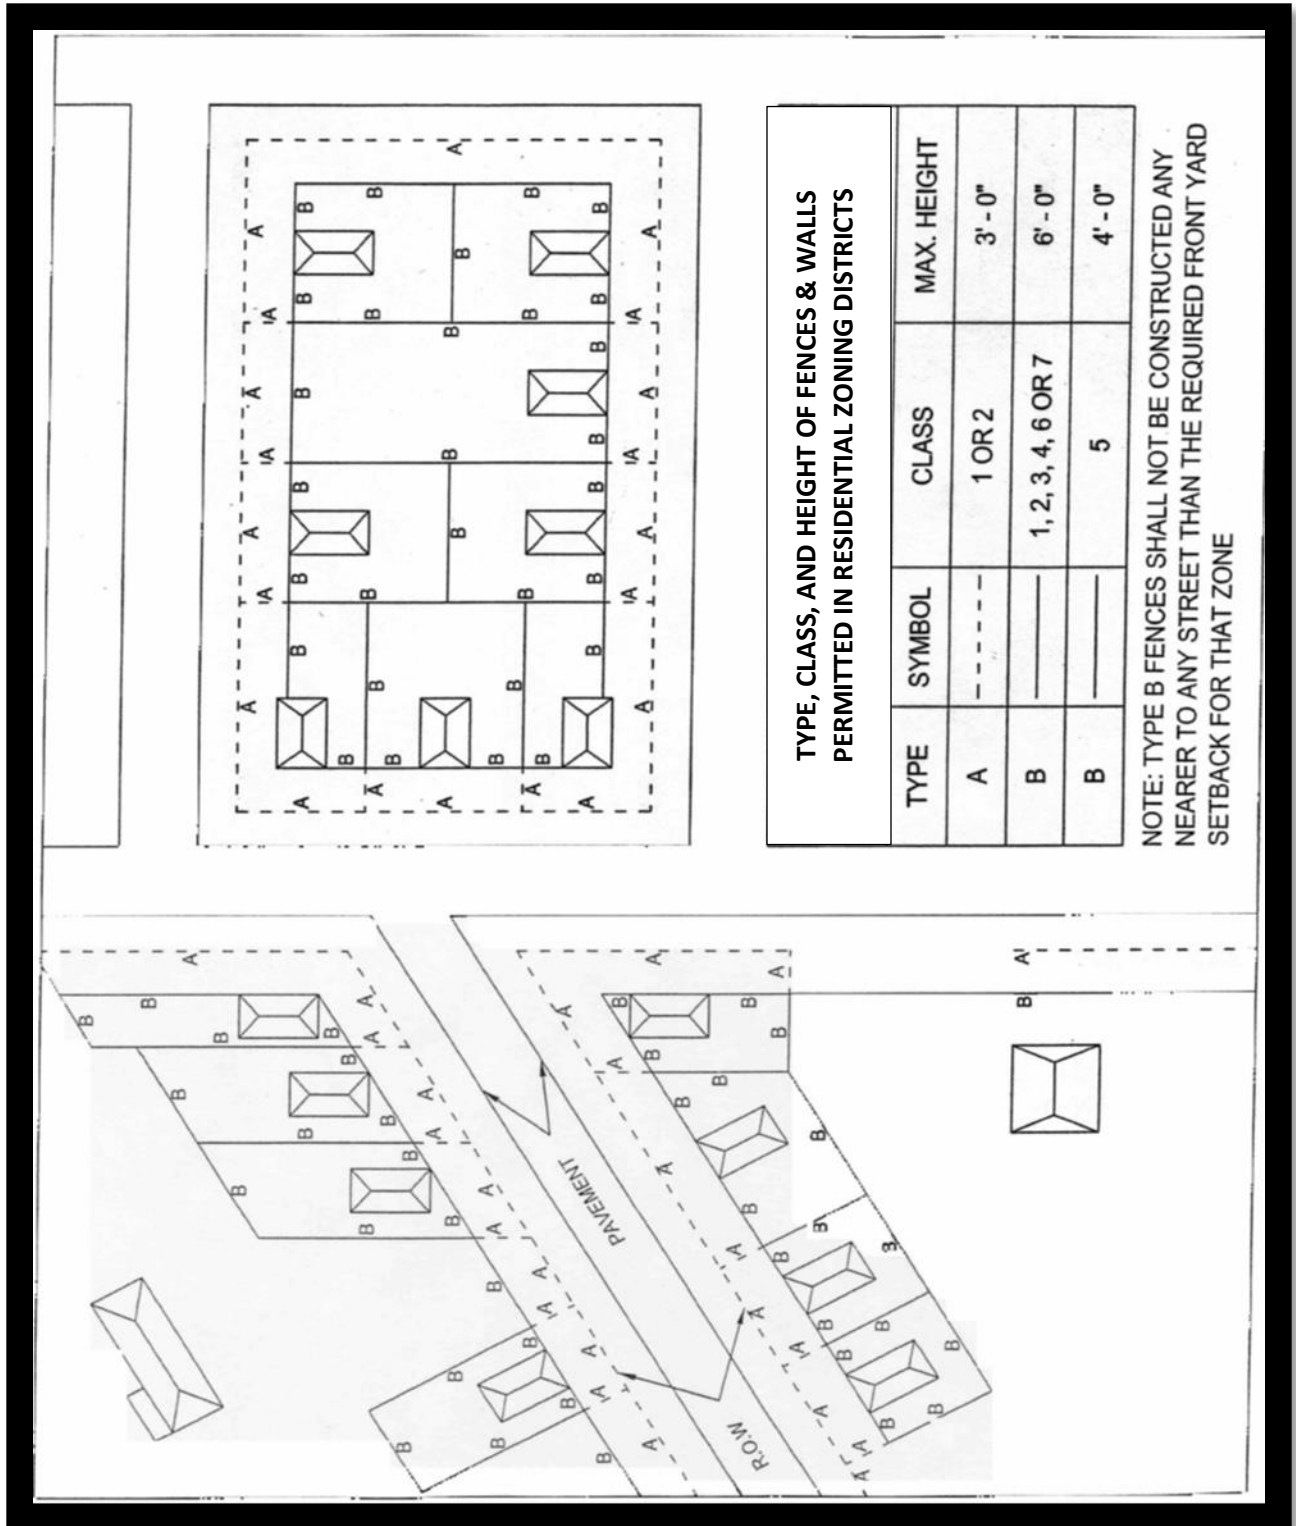 TYPE, CLASS, AND HEIGHT OF FENCES & WALLS
PERMITTED IN RESIDENTIAL ZONING DISTRICTS
TYPE SYMBOL CLASS MAX. HEIGHT
A 1 OR 2 3' - 0"
B 1, 2, 3, 4, 6 OR 7 6' - 0"
B 5 4' - 0"
NOTE: TYPE B FENCES SHALL NOT BE CONSTRUCTED ANY
NEARER TO ANY STREET THAN THE REQUIRED FRONT YARD
SETBACK FOR THAT ZONE
PAVEMENT
R.O.W
A
B